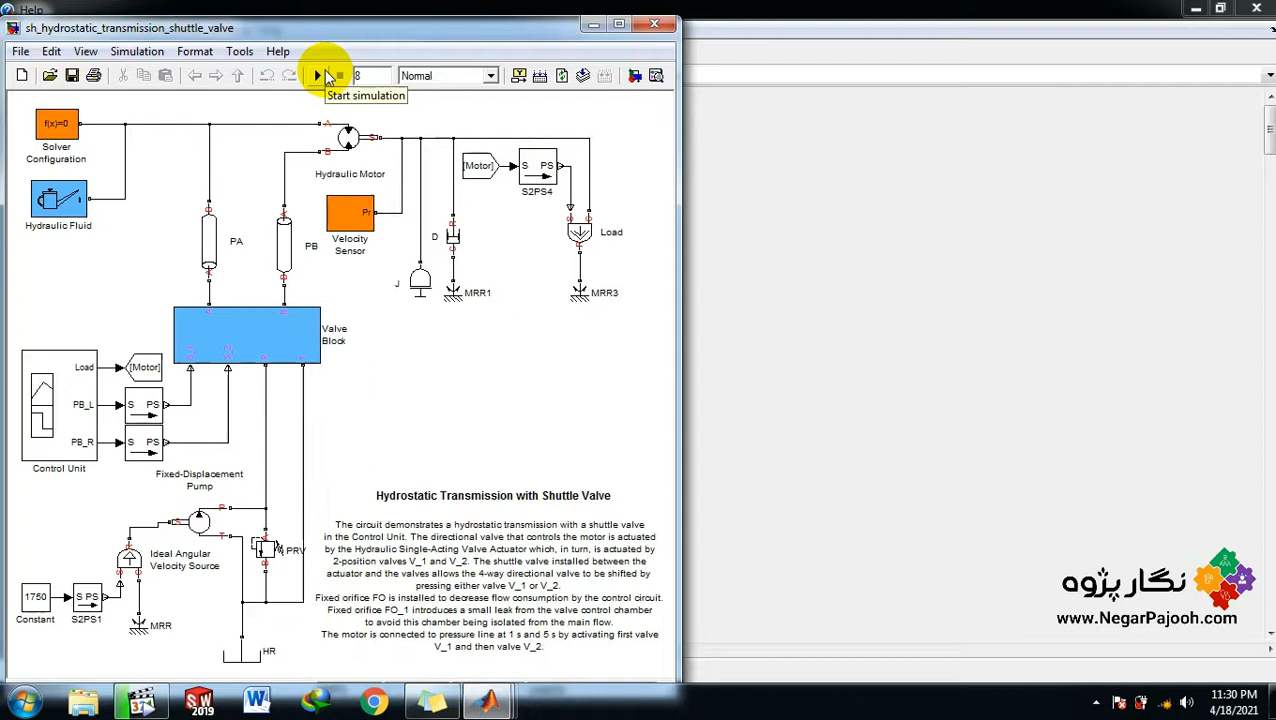 Help
sh_hydrostatic_transmission_shuttle_valve
File Edit View Simulation Format Tools Help
8 Normal
Start simulation
f(x)=0
Solver
Configuration
Hydraulic Fluid
A
B
S
Hydraulic Motor
Pr
Velocity
Sensor
[Motor]
S PS
S2PS4
Load
PA
PB
D
J
MRR1
MRR3
Valve
Block
Load
[Motor]
PB_L
S PS
PB_R
S PS
Control Unit
Fixed-Displacement
Pump
P
S
T
PRV
Ideal Angular
Velocity Source
1750
S PS
Constant
S2PS1
MRR
HR
Hydrostatic Transmission with Shuttle Valve
The circuit demonstrates a hydrostatic transmission with a shuttle valve
in the Control Unit. The directional valve that controls the motor is actuated
by the Hydraulic Single-Acting Valve Actuator which, in turn, is actuated by
2-position valves V_1 and V_2. The shuttle valve installed between the
actuator and the valves allows the 4-way directional valve to be shifted by
pressing either valve V_1 or V_2.
Fixed orifice FO is installed to decrease flow consumption by the control circuit.
Fixed orifice FO_1 introduces a small leak from the valve control chamber
to avoid this chamber being isolated from the main flow.
The motor is connected to pressure line at 1 s and 5 s by activating first valve
V_1 and then valve V_2.
نگار پژوه
www.NegarPajooh.com
SW
2019
11:30 PM
4/18/2021